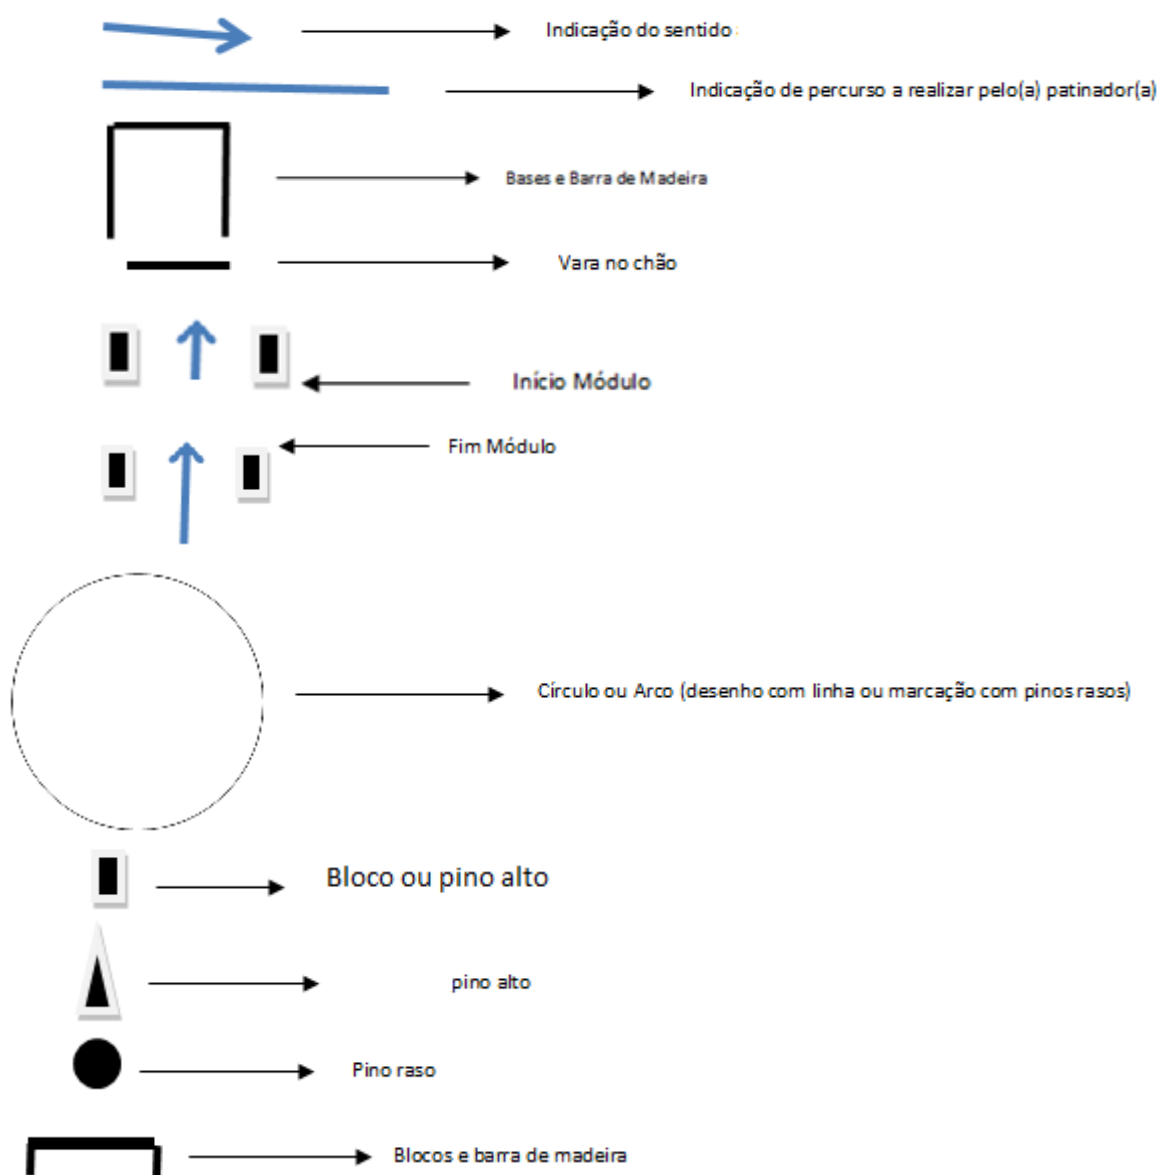 Indicação do sentido
Indicação de percurso a realizar pelo(a) patinador(a)
Bases e Barra de Madeira
Vara no chão
Início Módulo
Fim Módulo
Círculo ou Arco (desenho com linha ou marcação com pinos rasos)
Bloco ou pino alto
pino alto
Pino raso
Blocos e barra de madeira